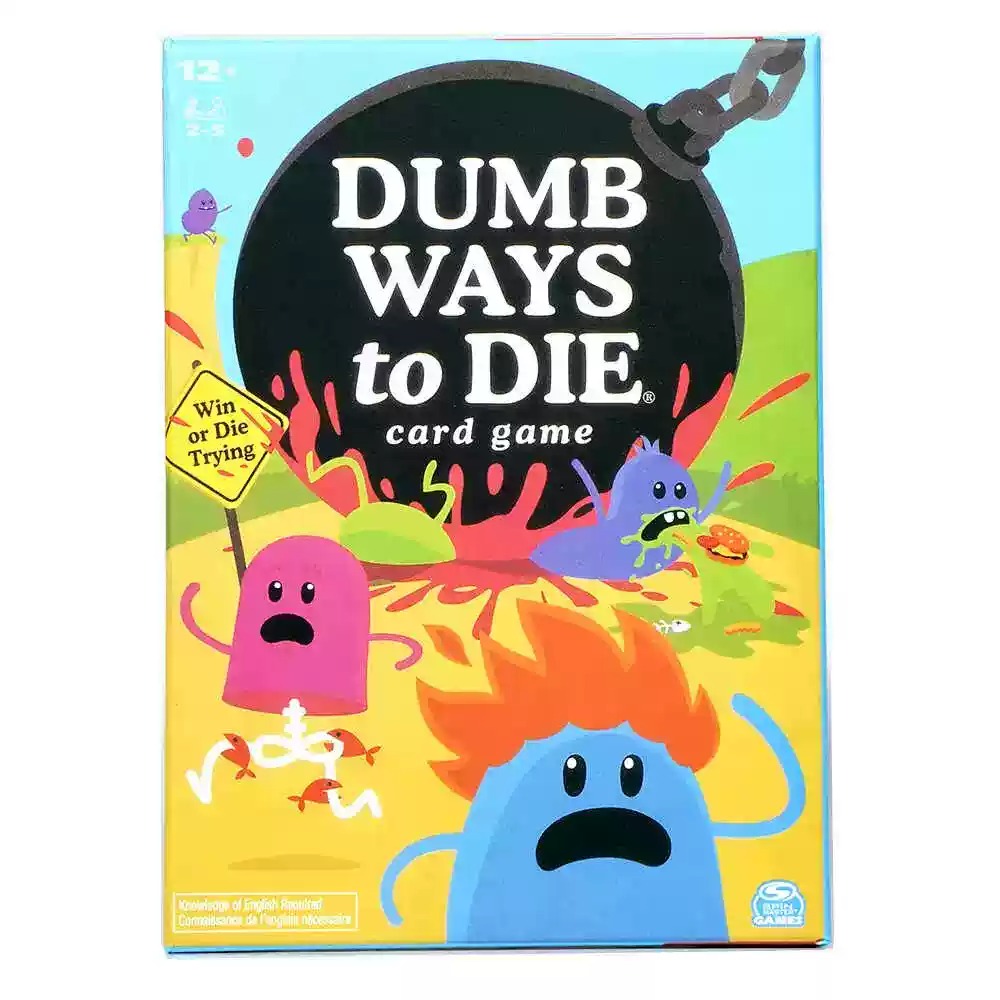 12+
2-5
DUMB
WAYS
to DIE®
card game
Win
or Die
Trying
Knowledge of English Required
Connaissance de l'anglais nécessaire
SPIN
MASTER
GAMES